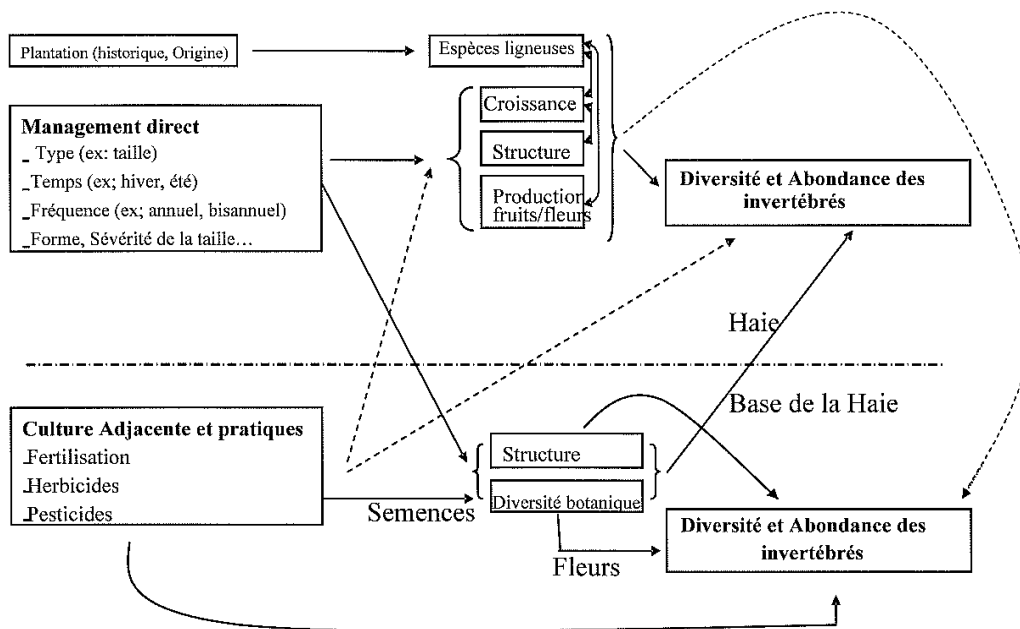 Plantation (historique, Origine)
Espèces ligneuses
Management direct
_ Type (ex: taille)
_Temps (ex; hiver, été)
_Fréquence (ex; annuel, bisannuel)
_Forme, Sévérité de la taille…
Croissance
Structure
Production
fruits/fleurs
Diversité et Abondance des
invertébrés
Haie
Base de la Haie
Culture Adjacente et pratiques
_Fertilisation
_Herbicides
_Pesticides
Semences
Structure
Diversité botanique
Fleurs
Diversité et Abondance des
invertébrés